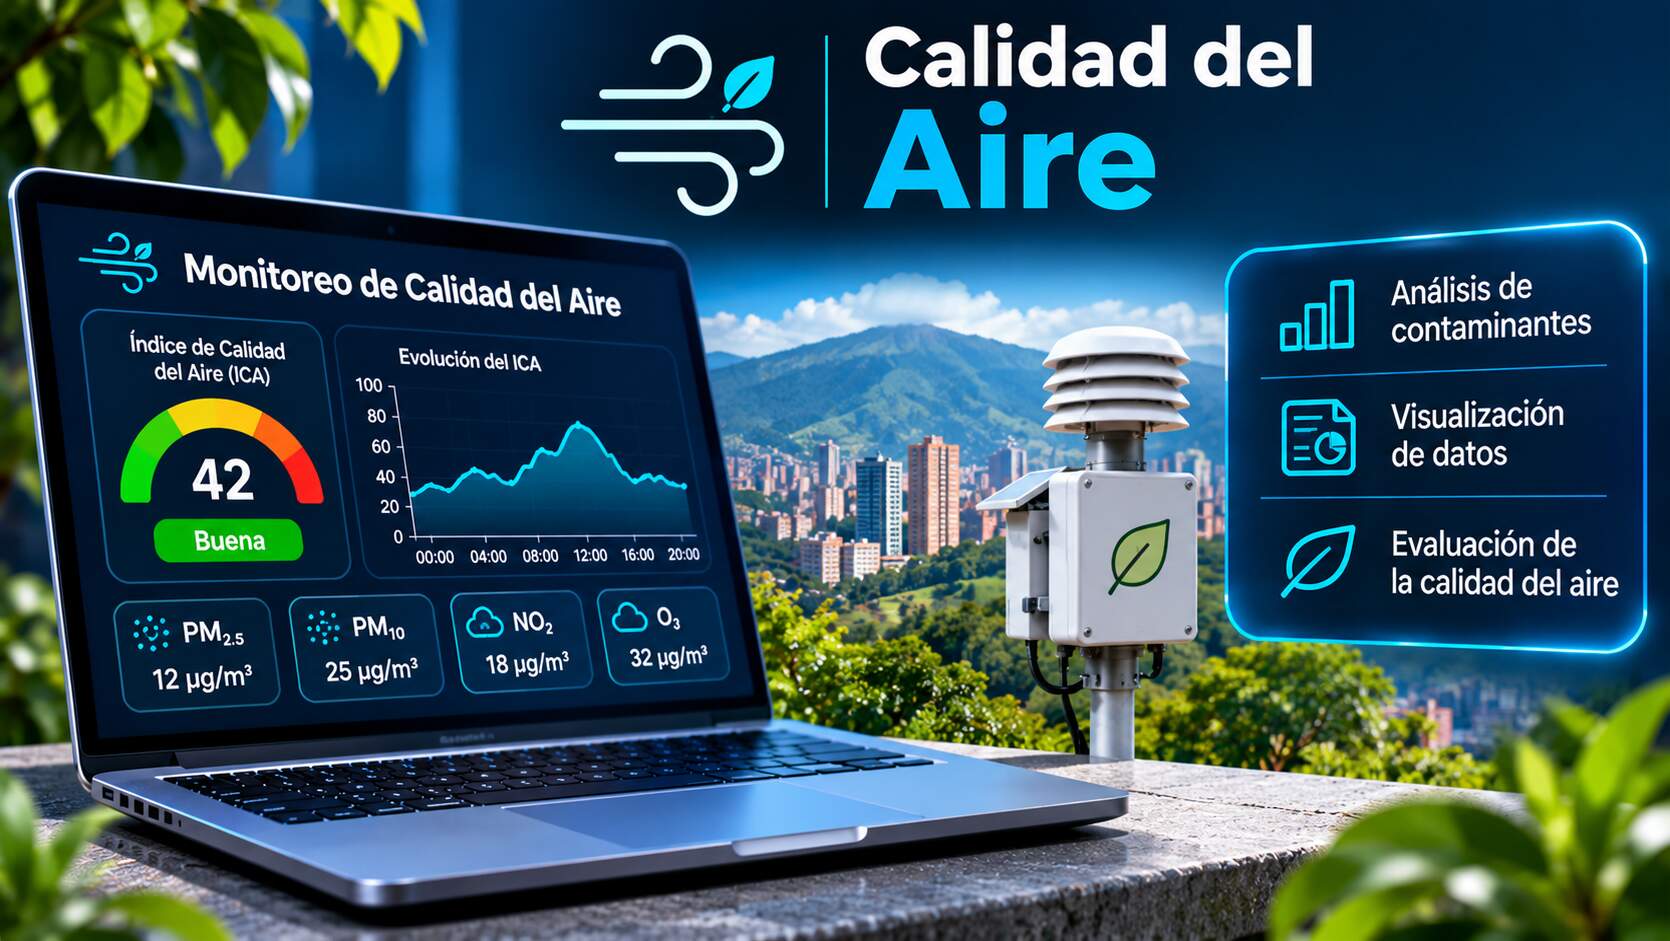 Calidad del
Aire
Monitoreo de Calidad del Aire
Índice de Calidad
del Aire (ICA)
42
Buena
Evolución del ICA
100
80
60
40
20
0
00:00 04:00 08:00 12:00 16:00 20:00
PM2.5
12 µg/m³
PM10
25 µg/m³
NO2
18 µg/m³
O3
32 µg/m³
Análisis de
contaminantes
Visualización
de datos
Evaluación de
la calidad del aire